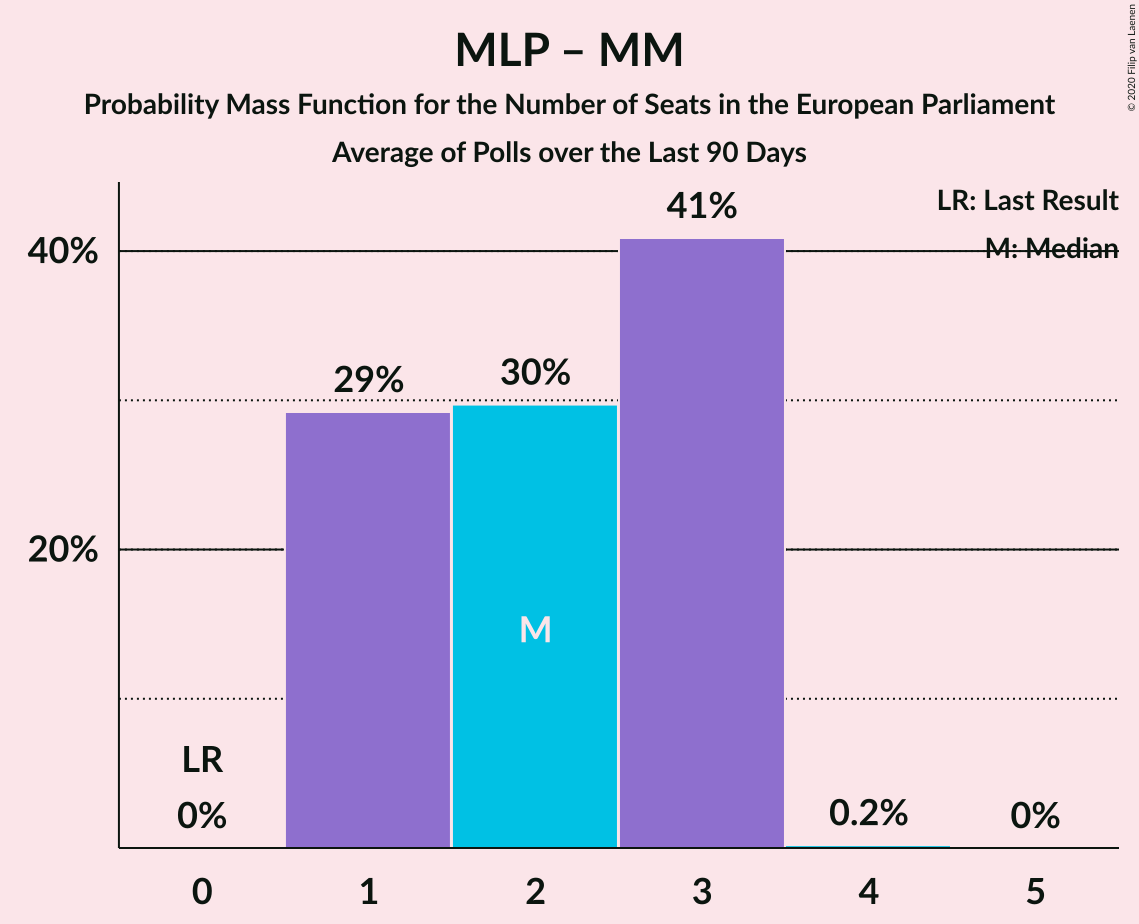 MLP – MM
Probability Mass Function for the Number of Seats in the European Parliament
Average of Polls over the Last 90 Days
© 2020 Filip van Laenen
LR: Last Result
M: Median
41%
40%
30%
29%
20%
M
LR
0%
0.2%
0%
0 1 2 3 4 5